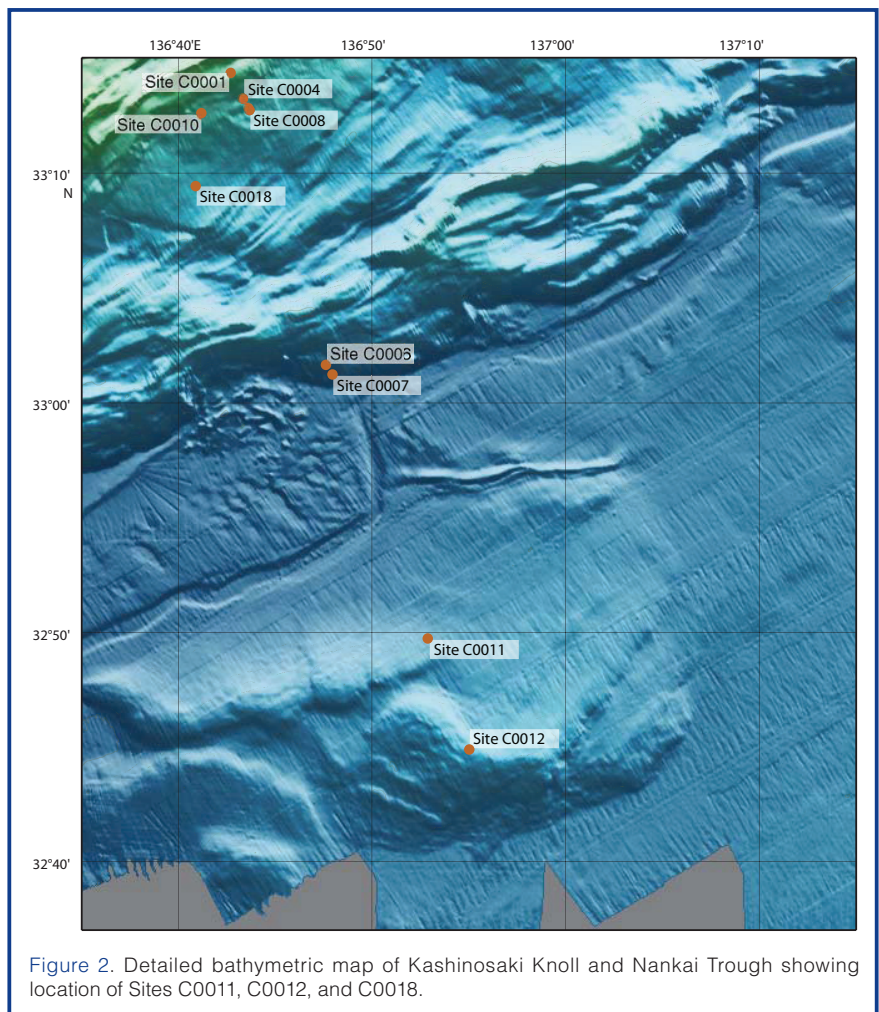 136°40'E 136°50' 137°00' 137°10'
Site C0001
Site C0004
Site C0010
Site C0008
33°10'
N
Site C0018
Site C0006
Site C0007
33°00'
32°50'
Site C0011
Site C0012
32°40'
Figure 2. Detailed bathymetric map of Kashinosaki Knoll and Nankai Trough showing
location of Sites C0011, C0012, and C0018.